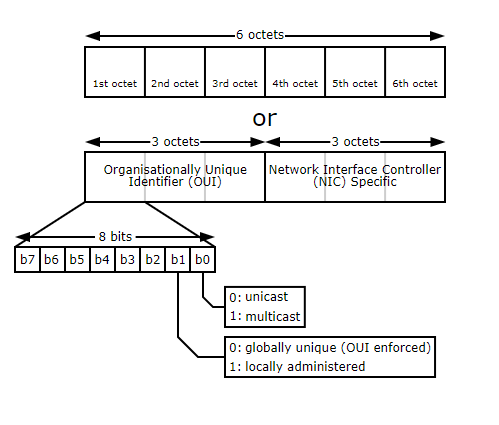 6 octets
1st octet 2nd octet 3rd octet 4th octet 5th octet 6th octet
or
3 octets 3 octets
Organisationally Unique Network Interface Controller
Identifier (OUI) (NIC) Specific
8 bits
b7 b6 b5 b4 b3 b2 b1 b0
0: unicast
1: multicast
0: globally unique (OUI enforced)
1: locally administered